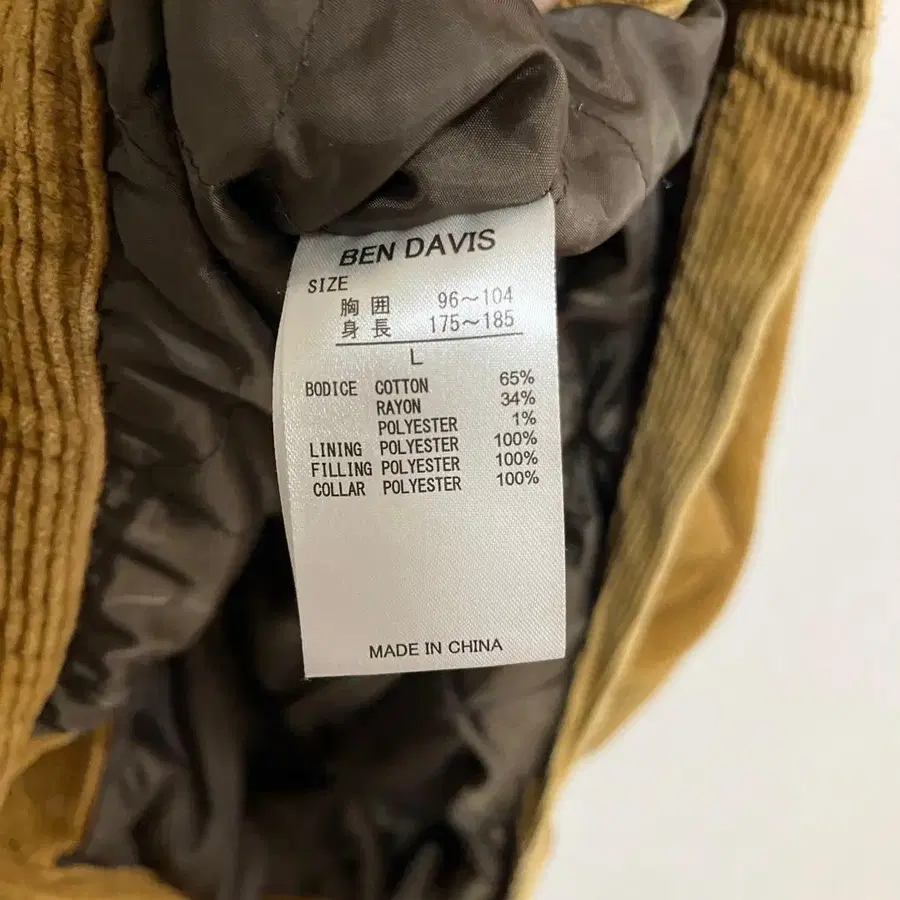 BEN DAVIS
SIZE
胸囲 96～104
身長 175～185
L
BODICE COTTON 65%
RAYON 34%
POLYESTER 1%
LINING POLYESTER 100%
FILLING POLYESTER 100%
COLLAR POLYESTER 100%
MADE IN CHINA